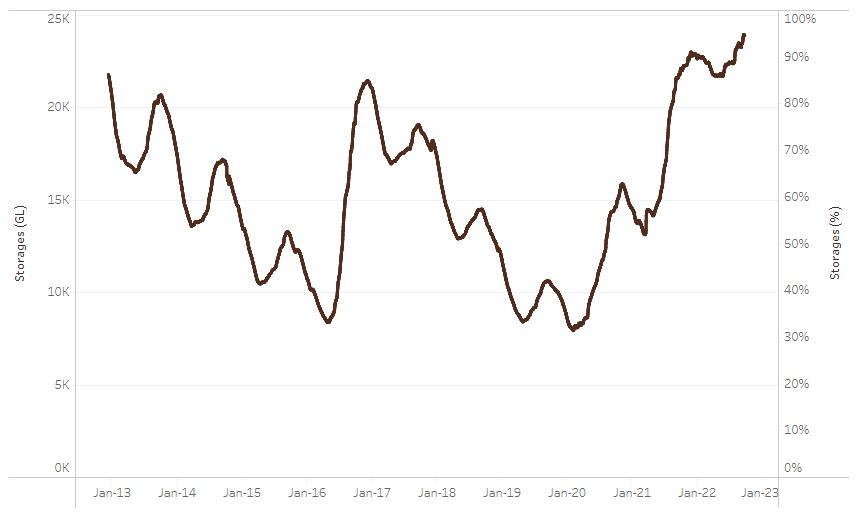 25K
20K
15K
10K
5K
0K
Storages (GL)
100%
90%
80%
70%
60%
50%
40%
30%
20%
10%
0%
Storages (%)
Jan-13 Jan-14 Jan-15 Jan-16 Jan-17 Jan-18 Jan-19 Jan-20 Jan-21 Jan-22 Jan-23